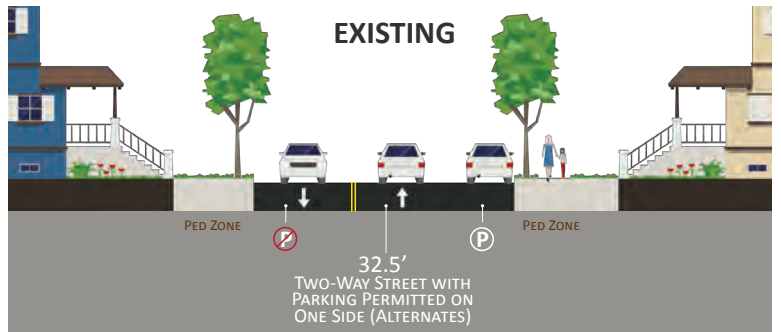 EXISTING
PED ZONE
P
P
PED ZONE
32.5’
TWO-WAY STREET WITH
PARKING PERMITTED ON
ONE SIDE (ALTERNATES)